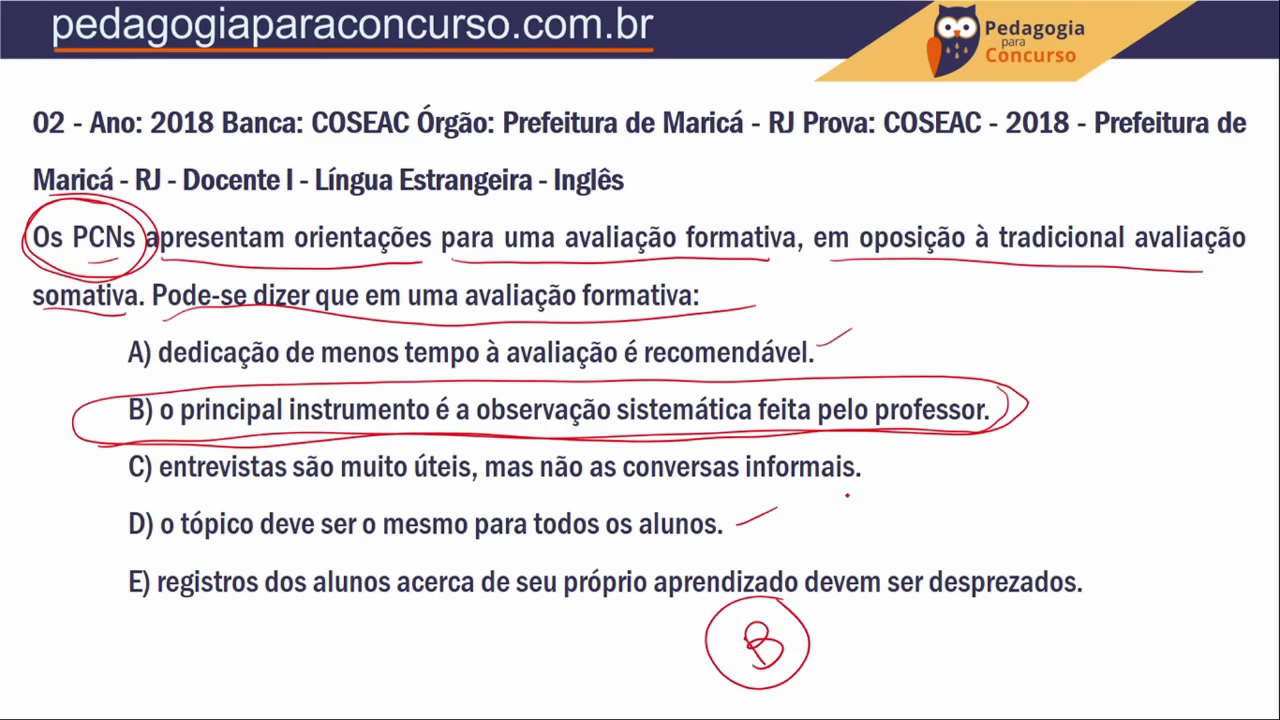 pedagogiaparaconcurso.com.br
Pedagogia
para
Concurso
02 - Ano: 2018 Banca: COSEAC Órgão: Prefeitura de Maricá - RJ Prova: COSEAC - 2018 - Prefeitura de
Maricá - RJ - Docente I - Língua Estrangeira - Inglês
Os PCNs apresentam orientações para uma avaliação formativa, em oposição à tradicional avaliação
somativa. Pode-se dizer que em uma avaliação formativa:
A) dedicação de menos tempo à avaliação é recomendável.
B) o principal instrumento é a observação sistemática feita pelo professor.
C) entrevistas são muito úteis, mas não as conversas informais.
D) o tópico deve ser o mesmo para todos os alunos.
E) registros dos alunos acerca de seu próprio aprendizado devem ser desprezados.
B